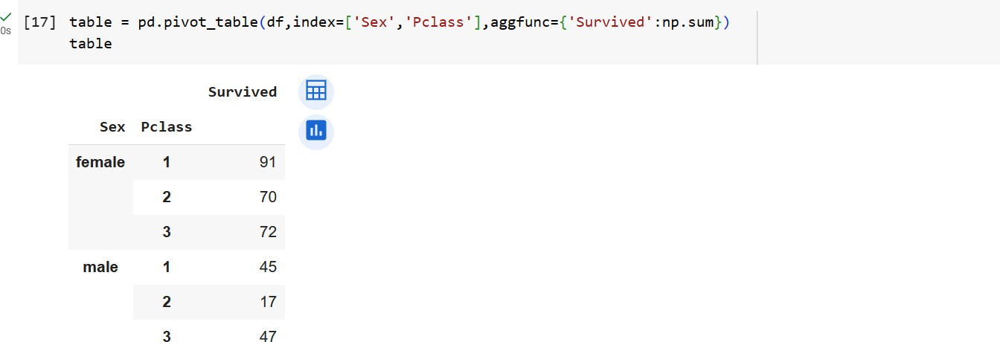 [17] table = pd.pivot_table(df,index=['Sex','Pclass'],aggfunc={'Survived':np.sum})
0s
table
Survived
Sex Pclass
female 1 91
2 70
3 72
male 1 45
2 17
3 47